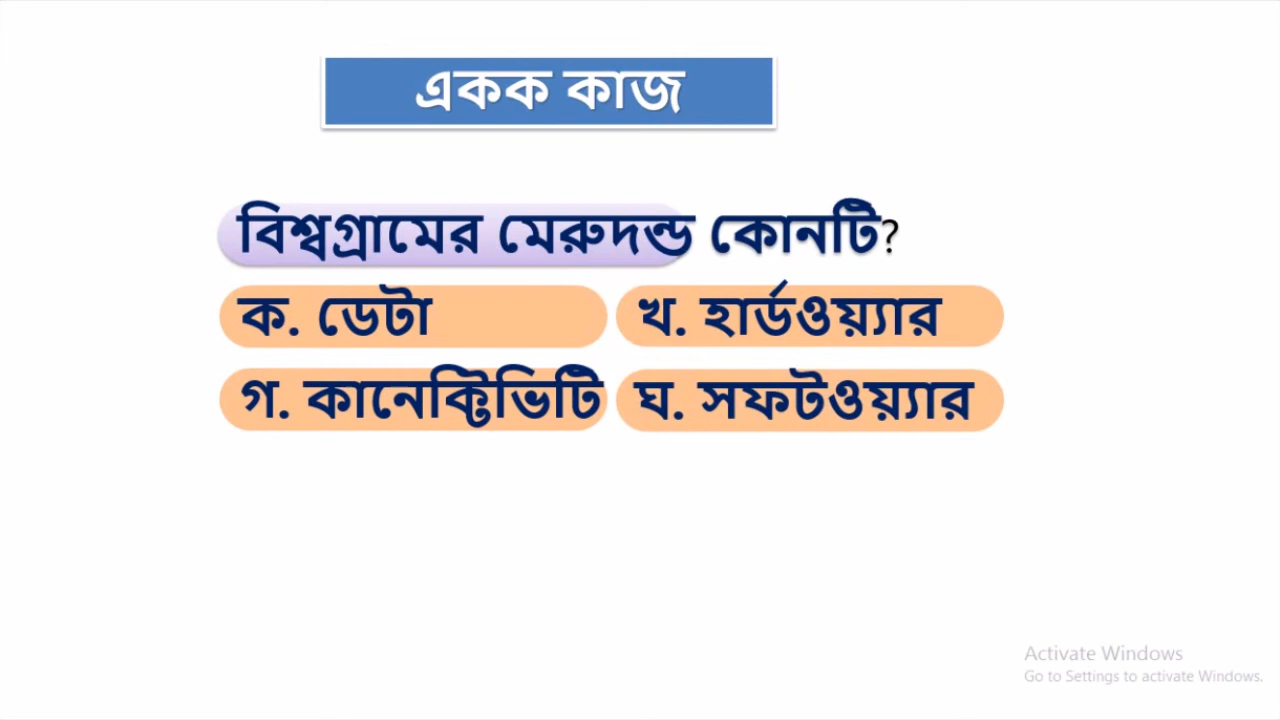 একক কাজ
বিশ্বগ্রামের মেরুদন্ড কোনটি?
ক. ডেটা খ. হার্ডওয়্যার
গ. কানেক্টিভিটি ঘ. সফটওয়্যার
Activate Windows
Go to Settings to activate Windows.